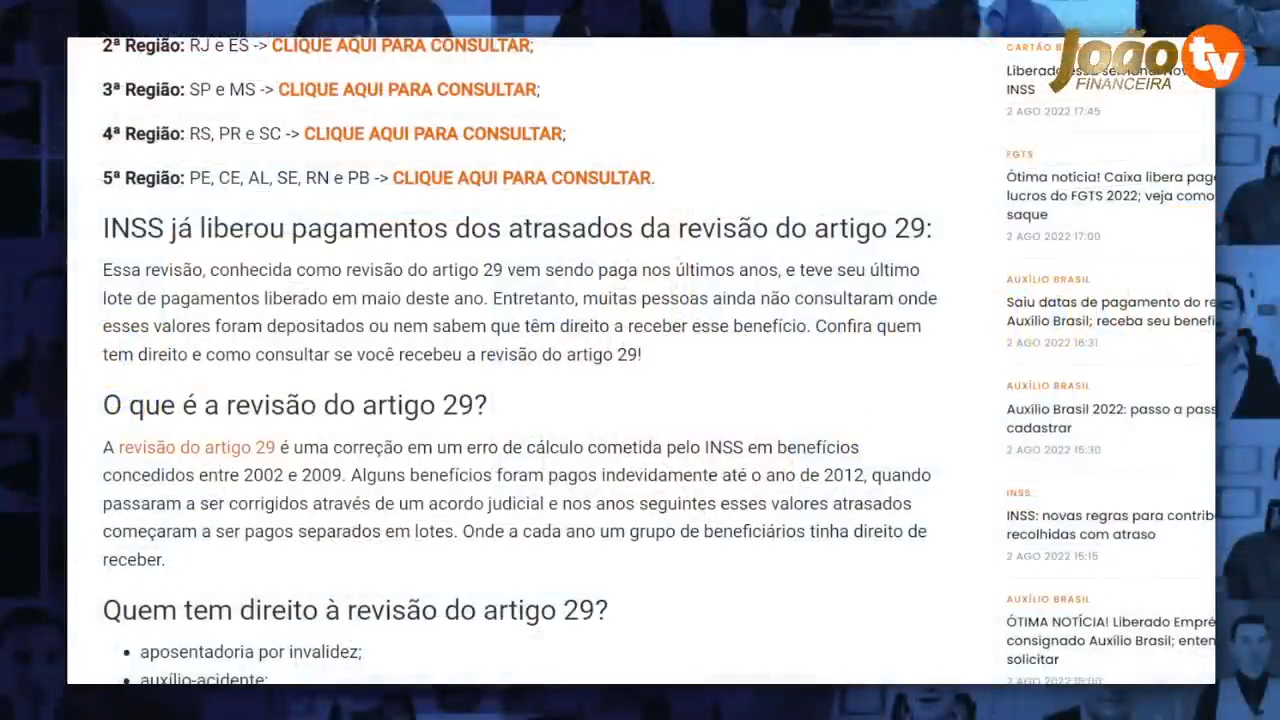 2ª Região: RJ e ES -> CLIQUE AQUI PARA CONSULTAR;
3ª Região: SP e MS -> CLIQUE AQUI PARA CONSULTAR;
4ª Região: RS, PR e SC -> CLIQUE AQUI PARA CONSULTAR;
5ª Região: PE, CE, AL, SE, RN e PB -> CLIQUE AQUI PARA CONSULTAR.
INSS já liberou pagamentos dos atrasados da revisão do artigo 29:
Essa revisão, conhecida como revisão do artigo 29 vem sendo paga nos últimos anos, e teve seu último
lote de pagamentos liberado em maio deste ano. Entretanto, muitas pessoas ainda não consultaram onde
esses valores foram depositados ou nem sabem que têm direito a receber esse benefício. Confira quem
tem direito e como consultar se você recebeu a revisão do artigo 29!
O que é a revisão do artigo 29?
A revisão do artigo 29 é uma correção em um erro de cálculo cometida pelo INSS em benefícios
concedidos entre 2002 e 2009. Alguns benefícios foram pagos indevidamente até o ano de 2012, quando
passaram a ser corrigidos através de um acordo judicial e nos anos seguintes esses valores atrasados
começaram a ser pagos separados em lotes. Onde a cada ano um grupo de beneficiários tinha direito de
receber.
Quem tem direito à revisão do artigo 29?
• aposentadoria por invalidez;
• auxílio-acidente;
João tv
FINANCEIRA
CARTÃO
Liberado
INSS
2 AGO 2022 17:45
FGTS
Ótima notícia! Caixa libera pag
lucros do FGTS 2022; veja como
saque
2 AGO 2022 17:00
AUXÍLIO BRASIL
Saiu datas de pagamento do re
Auxílio Brasil; receba seu benefi
2 AGO 2022 16:31
AUXÍLIO BRASIL
Auxílio Brasil 2022: passo a pass
cadastrar
2 AGO 2022 15:30
INSS
INSS: novas regras para contrib
recolhidas com atraso
2 AGO 2022 15:15
AUXÍLIO BRASIL
ÓTIMA NOTÍCIA! Liberado Empré
consignado Auxílio Brasil; enten
solicitar
2 AGO 2022 15:00